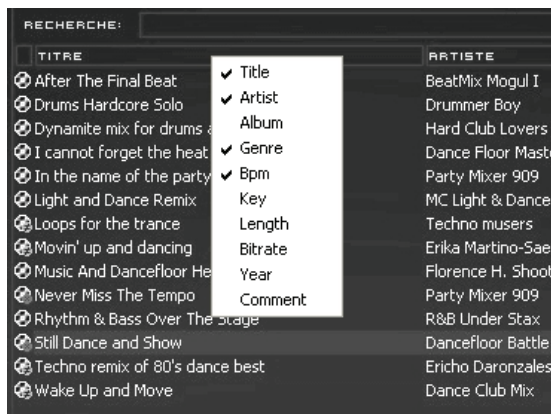 RECHERCHE:
TITRE ARTISTE
After The Final Beat BeatMix Mogul I
Drums Hardcore Solo Drummer Boy
Dynamite mix for drums Hard Club Lovers
I cannot forget the heat Dance Floor
In the name of the party Party Mixer 909
Light and Dance Remix MC Light & Dance
Loops for the trance Techno musers
Movin' up and dancing Erika
Music And Dancefloor Florence H.
Never Miss The Tempo Party Mixer 909
Rhythm & Bass Over The Stage R&B Under Stax
Still Dance and Show Dancefloor Battle
Techno remix of 80's dance best Ericho Daronzales
Wake Up and Move Dance Club Mix
Title
Artist
Album
Genre
Bpm
Key
Length
Bitrate
Year
Comment